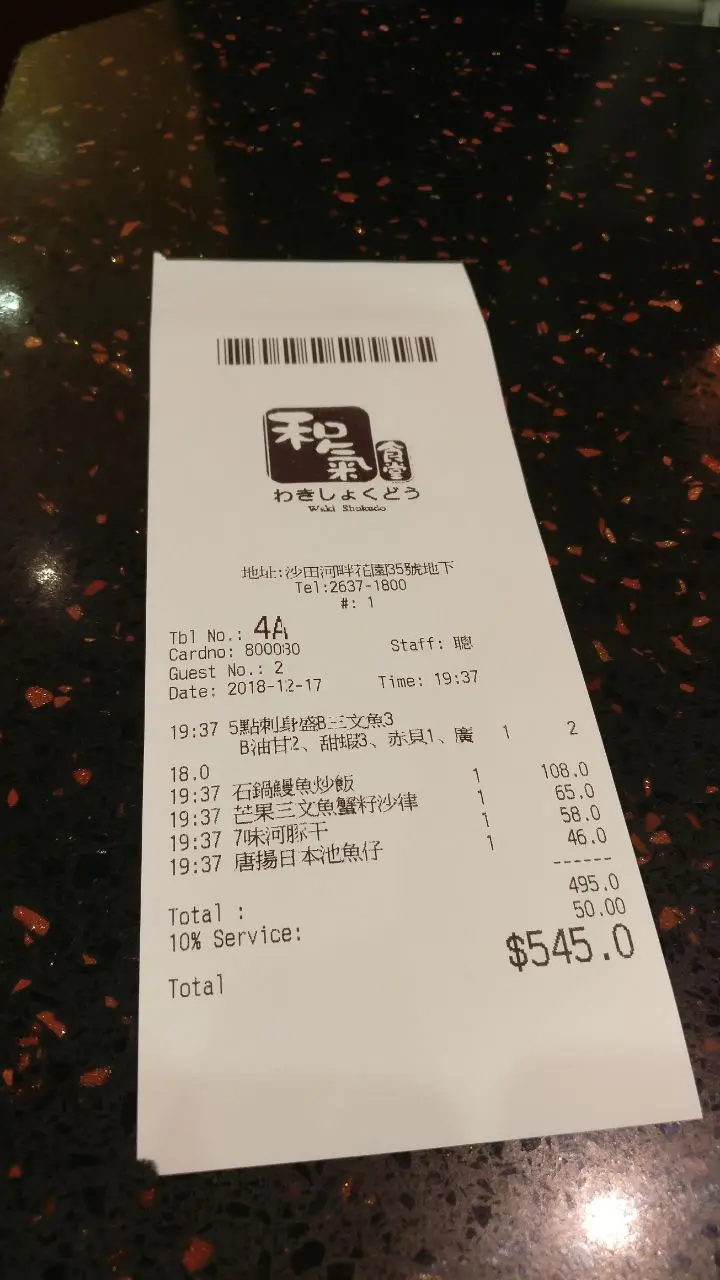 和氣
食堂
わきしょくどう
Waki Shokudo
地址:沙田河畔花園35號地下
Tel:2637-1800
#: 1
Tbl No.: 4A
Cardno: 800080 Staff: 聰
Guest No.: 2
Date: 2018-12-17 Time: 19:37
19:37 5點刺身盛B三文魚3
B油甘2、甜蝦3、赤貝1、廣 1 2
18.0
19:37 石鍋鰻魚炒飯 1 108.0
19:37 芒果三文魚蟹籽沙律 1 65.0
19:37 7味河豚干 1 58.0
19:37 唐揚日本池魚仔 1 46.0
------
Total : 495.0
10% Service: 50.00
Total $545.0